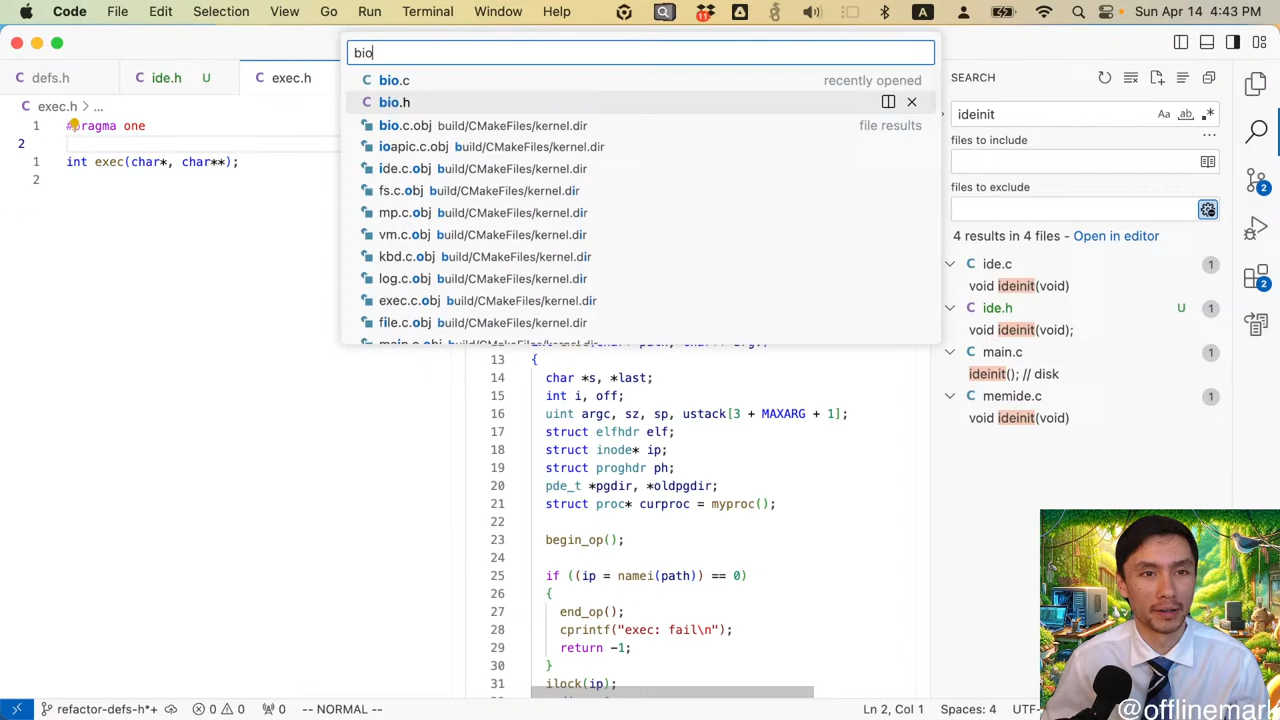 Code File Edit Selection View Go Run Terminal Window Help
A
Sun Apr 14 4:43 PM
bio
C defs.h
C ide.h U
C exec.h
C exec.h > ...
1 #pragma one
2
1 int exec(char*, char**);
2
C bio.c recently opened
C bio.h
bio.c.obj build/CMakeFiles/kernel.dir file results
ioapic.c.obj build/CMakeFiles/kernel.dir
ide.c.obj build/CMakeFiles/kernel.dir
fs.c.obj build/CMakeFiles/kernel.dir
mp.c.obj build/CMakeFiles/kernel.dir
vm.c.obj build/CMakeFiles/kernel.dir
kbd.c.obj build/CMakeFiles/kernel.dir
log.c.obj build/CMakeFiles/kernel.dir
exec.c.obj build/CMakeFiles/kernel.dir
file.c.obj build/CMakeFiles/kernel.dir
13 {
14 char *s, *last;
15 int i, off;
16 uint argc, sz, sp, ustack[3 + MAXARG + 1];
17 struct elfhdr elf;
18 struct inode* ip;
19 struct proghdr ph;
20 pde_t *pgdir, *oldpgdir;
21 struct proc* curproc = myproc();
22
23 begin_op();
24
25 if ((ip = namei(path)) == 0)
26 {
27 end_op();
28 cprintf("exec: fail\n");
29 return -1;
30 }
31 ilock(ip);
SEARCH
ideinit Aa ab .*
files to include
files to exclude
4 results in 4 files - Open in editor
C ide.c 1
void ideinit(void)
C ide.h U 1
void ideinit(void);
C main.c 1
ideinit(); // disk
C memide.c 1
void ideinit(void)
2
2
refactor-defs-h*+ 0 0 0 -- NORMAL -- Ln 2, Col 1 Spaces: 4 UTF-
@offlinemark